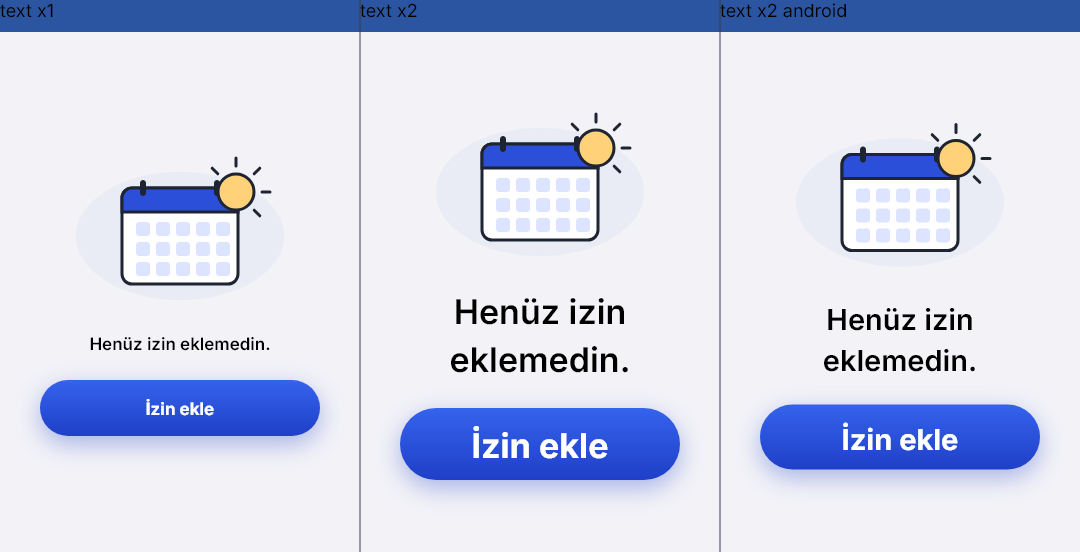 text x1
text x2
text x2 android
Henüz izin eklemedin.
İzin ekle
Henüz izin
eklemedin.
İzin ekle
Henüz izin
eklemedin.
İzin ekle